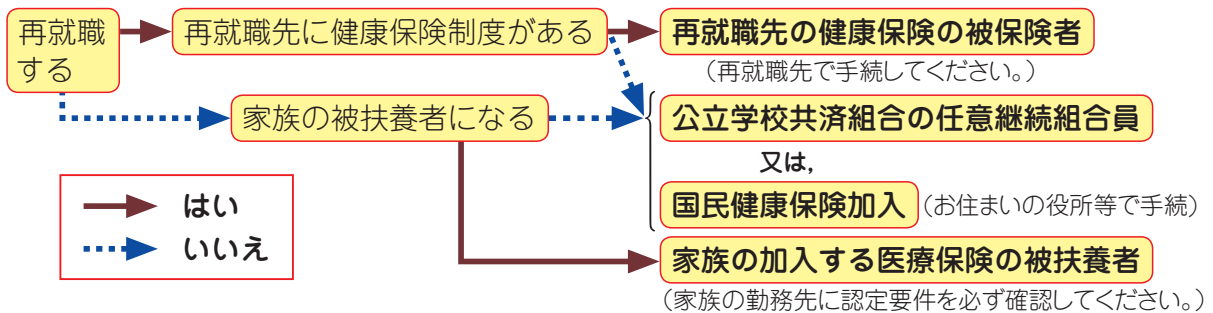 再就職
する
再就職先に健康保険制度がある
再就職先の健康保険の被保険者
（再就職先で手続してください。）
家族の被扶養者になる
公立学校共済組合の任意継続組合員
又は,
国民健康保険加入（お住まいの役所等で手続）
はい
いいえ
家族の加入する医療保険の被扶養者
（家族の勤務先に認定要件を必ず確認してください。）